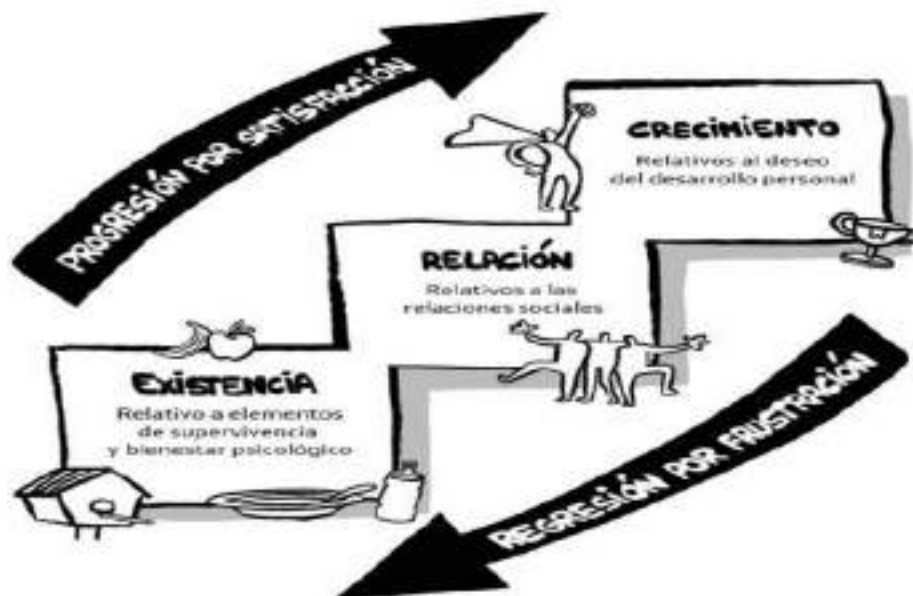 PROGRESIÓN POR SATISFACCIÓN
CRECIMIENTO
Relativos al deseo
del desarrollo personal
RELACIÓN
Relativos a las
relaciones sociales
EXISTENCIA
Relativo a elementos
de supervivencia
y bienestar psicológico
REGRESIÓN POR FRUSTRACIÓN